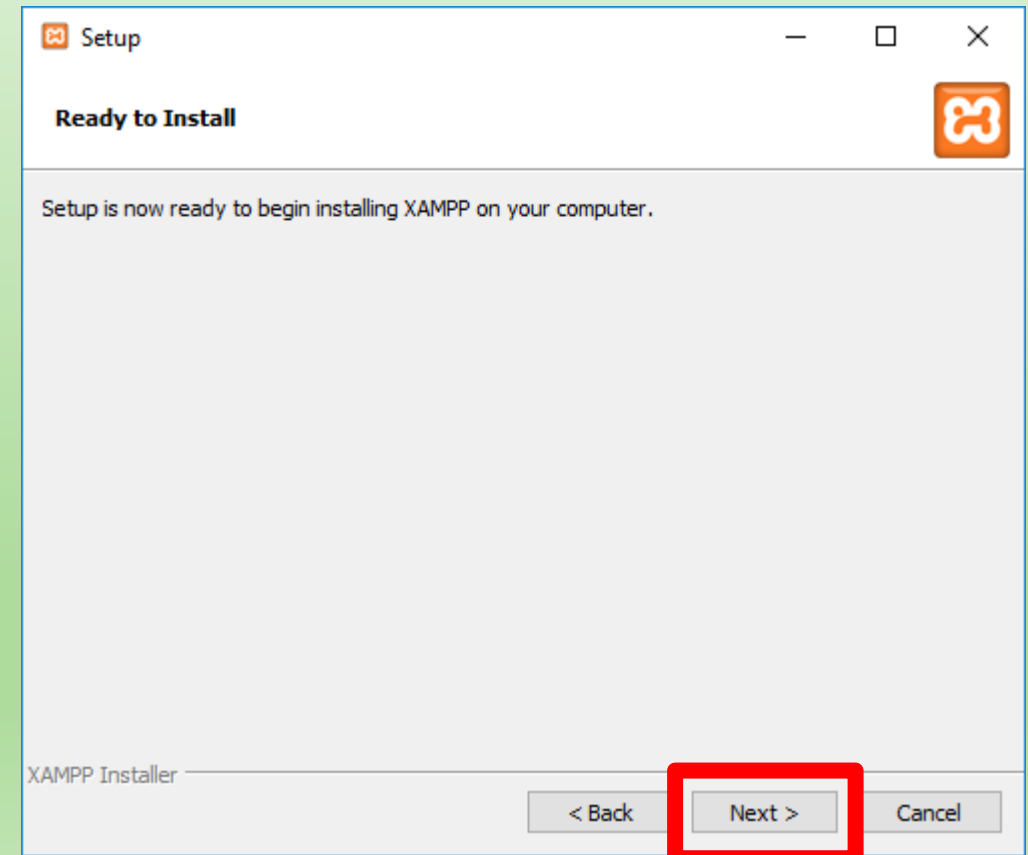 Setup
Ready to Install
Setup is now ready to begin installing XAMPP on your computer.
XAMPP Installer
< Back Next > Cancel